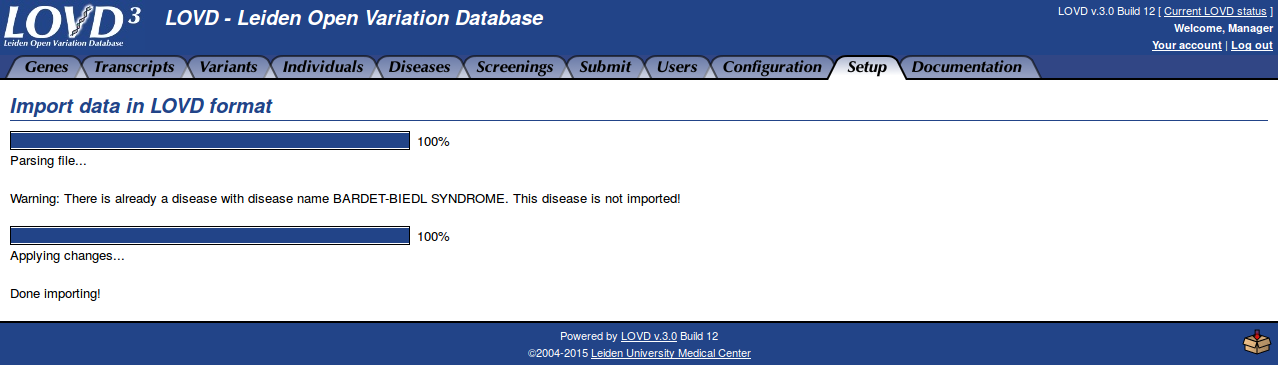 LOVD 3
Leiden Open Variation Database
LOVD - Leiden Open Variation Database
LOVD v.3.0 Build 12 [ Current LOVD status ]
Welcome, Manager
Your account | Log out
Genes Transcripts Variants Individuals Diseases Screenings Submit Users Configuration Setup Documentation
Import data in LOVD format
100%
Parsing file...
Warning: There is already a disease with disease name BARDET-BIEDL SYNDROME. This disease is not imported!
100%
Applying changes...
Done importing!
Powered by LOVD v.3.0 Build 12
©2004-2015 Leiden University Medical Center